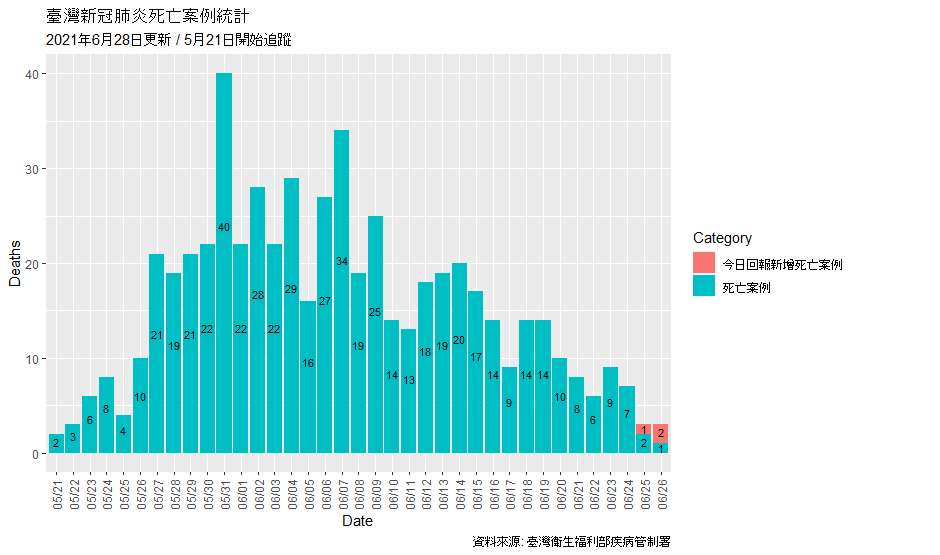 臺灣新冠肺炎死亡案例統計
2021年6月28日更新 / 5月21日開始追蹤
Deaths
40
30
20
10
0
2 3 6 8 4 10 21 19 21 22 40 22 28 22 29 16 27 34 19 25 14 13 18 19 20 17 14 9 14 14 10 8 6 9 7 1 2 2 1
05/21 05/22 05/23 05/24 05/25 05/26 05/27 05/28 05/29 05/30 05/31 06/01 06/02 06/03 06/04 06/05 06/06 06/07 06/08 06/09 06/10 06/11 06/12 06/13 06/14 06/15 06/16 06/17 06/18 06/19 06/20 06/21 06/22 06/23 06/24 06/25 06/26
Date
Category
今日回報新增死亡案例
死亡案例
資料來源: 臺灣衛生福利部疾病管制署